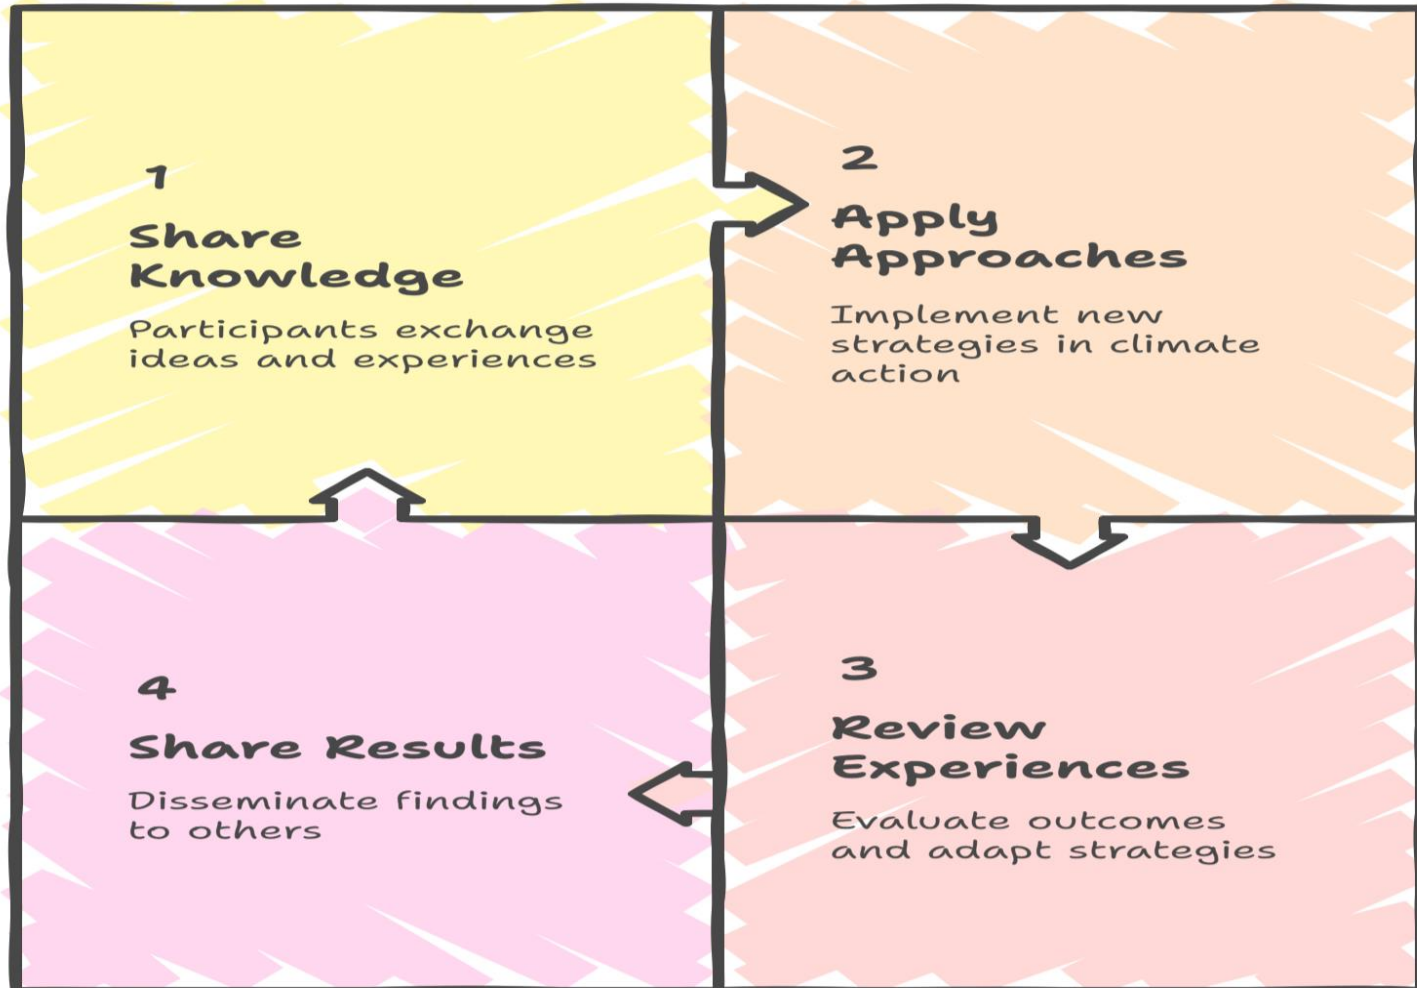 1
Share
Knowledge
Participants exchange
ideas and experiences
2
Apply
Approaches
Implement new
strategies in climate
action
3
Review
Experiences
Evaluate outcomes
and adapt strategies
4
Share Results
Disseminate findings
to others